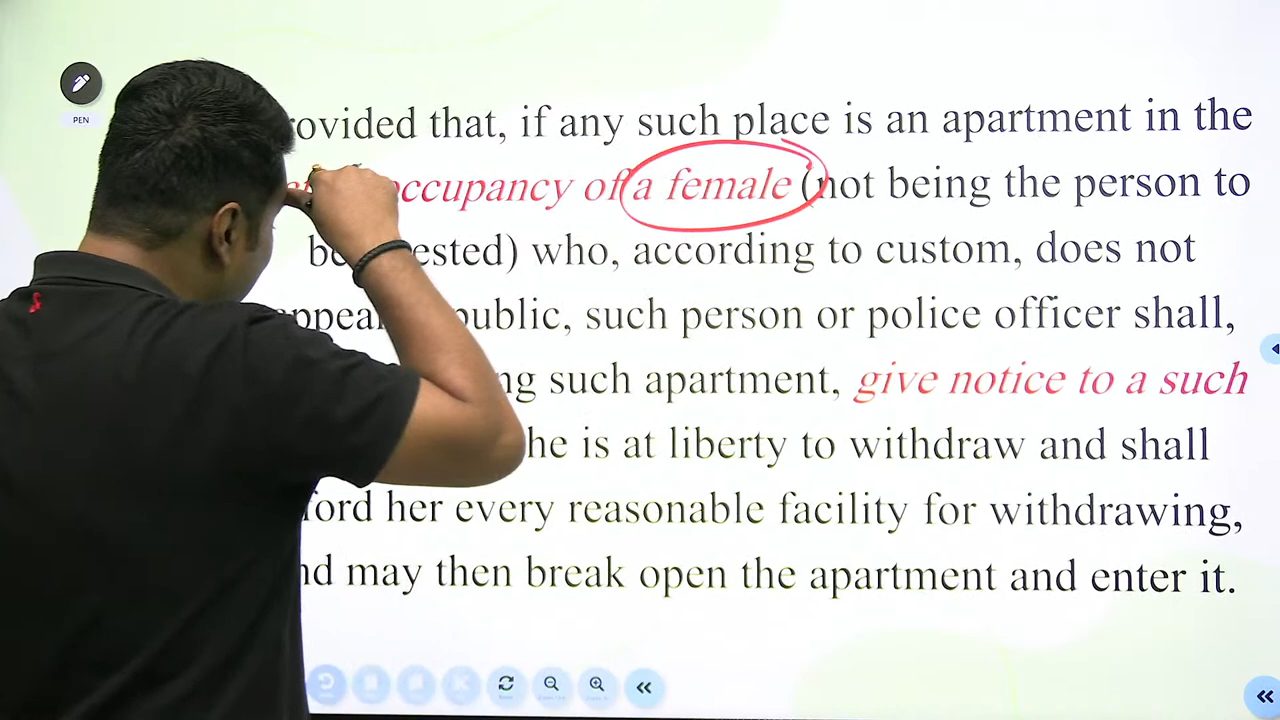 PEN
ovided that, if any such place is an apartment in the
occupancy of a female (not being the person to
ested) who, according to custom, does not
public, such person or police officer shall,
ng such apartment, give notice to a such
he is at liberty to withdraw and shall
ford her every reasonable facility for withdrawing,
nd may then break open the apartment and enter it.